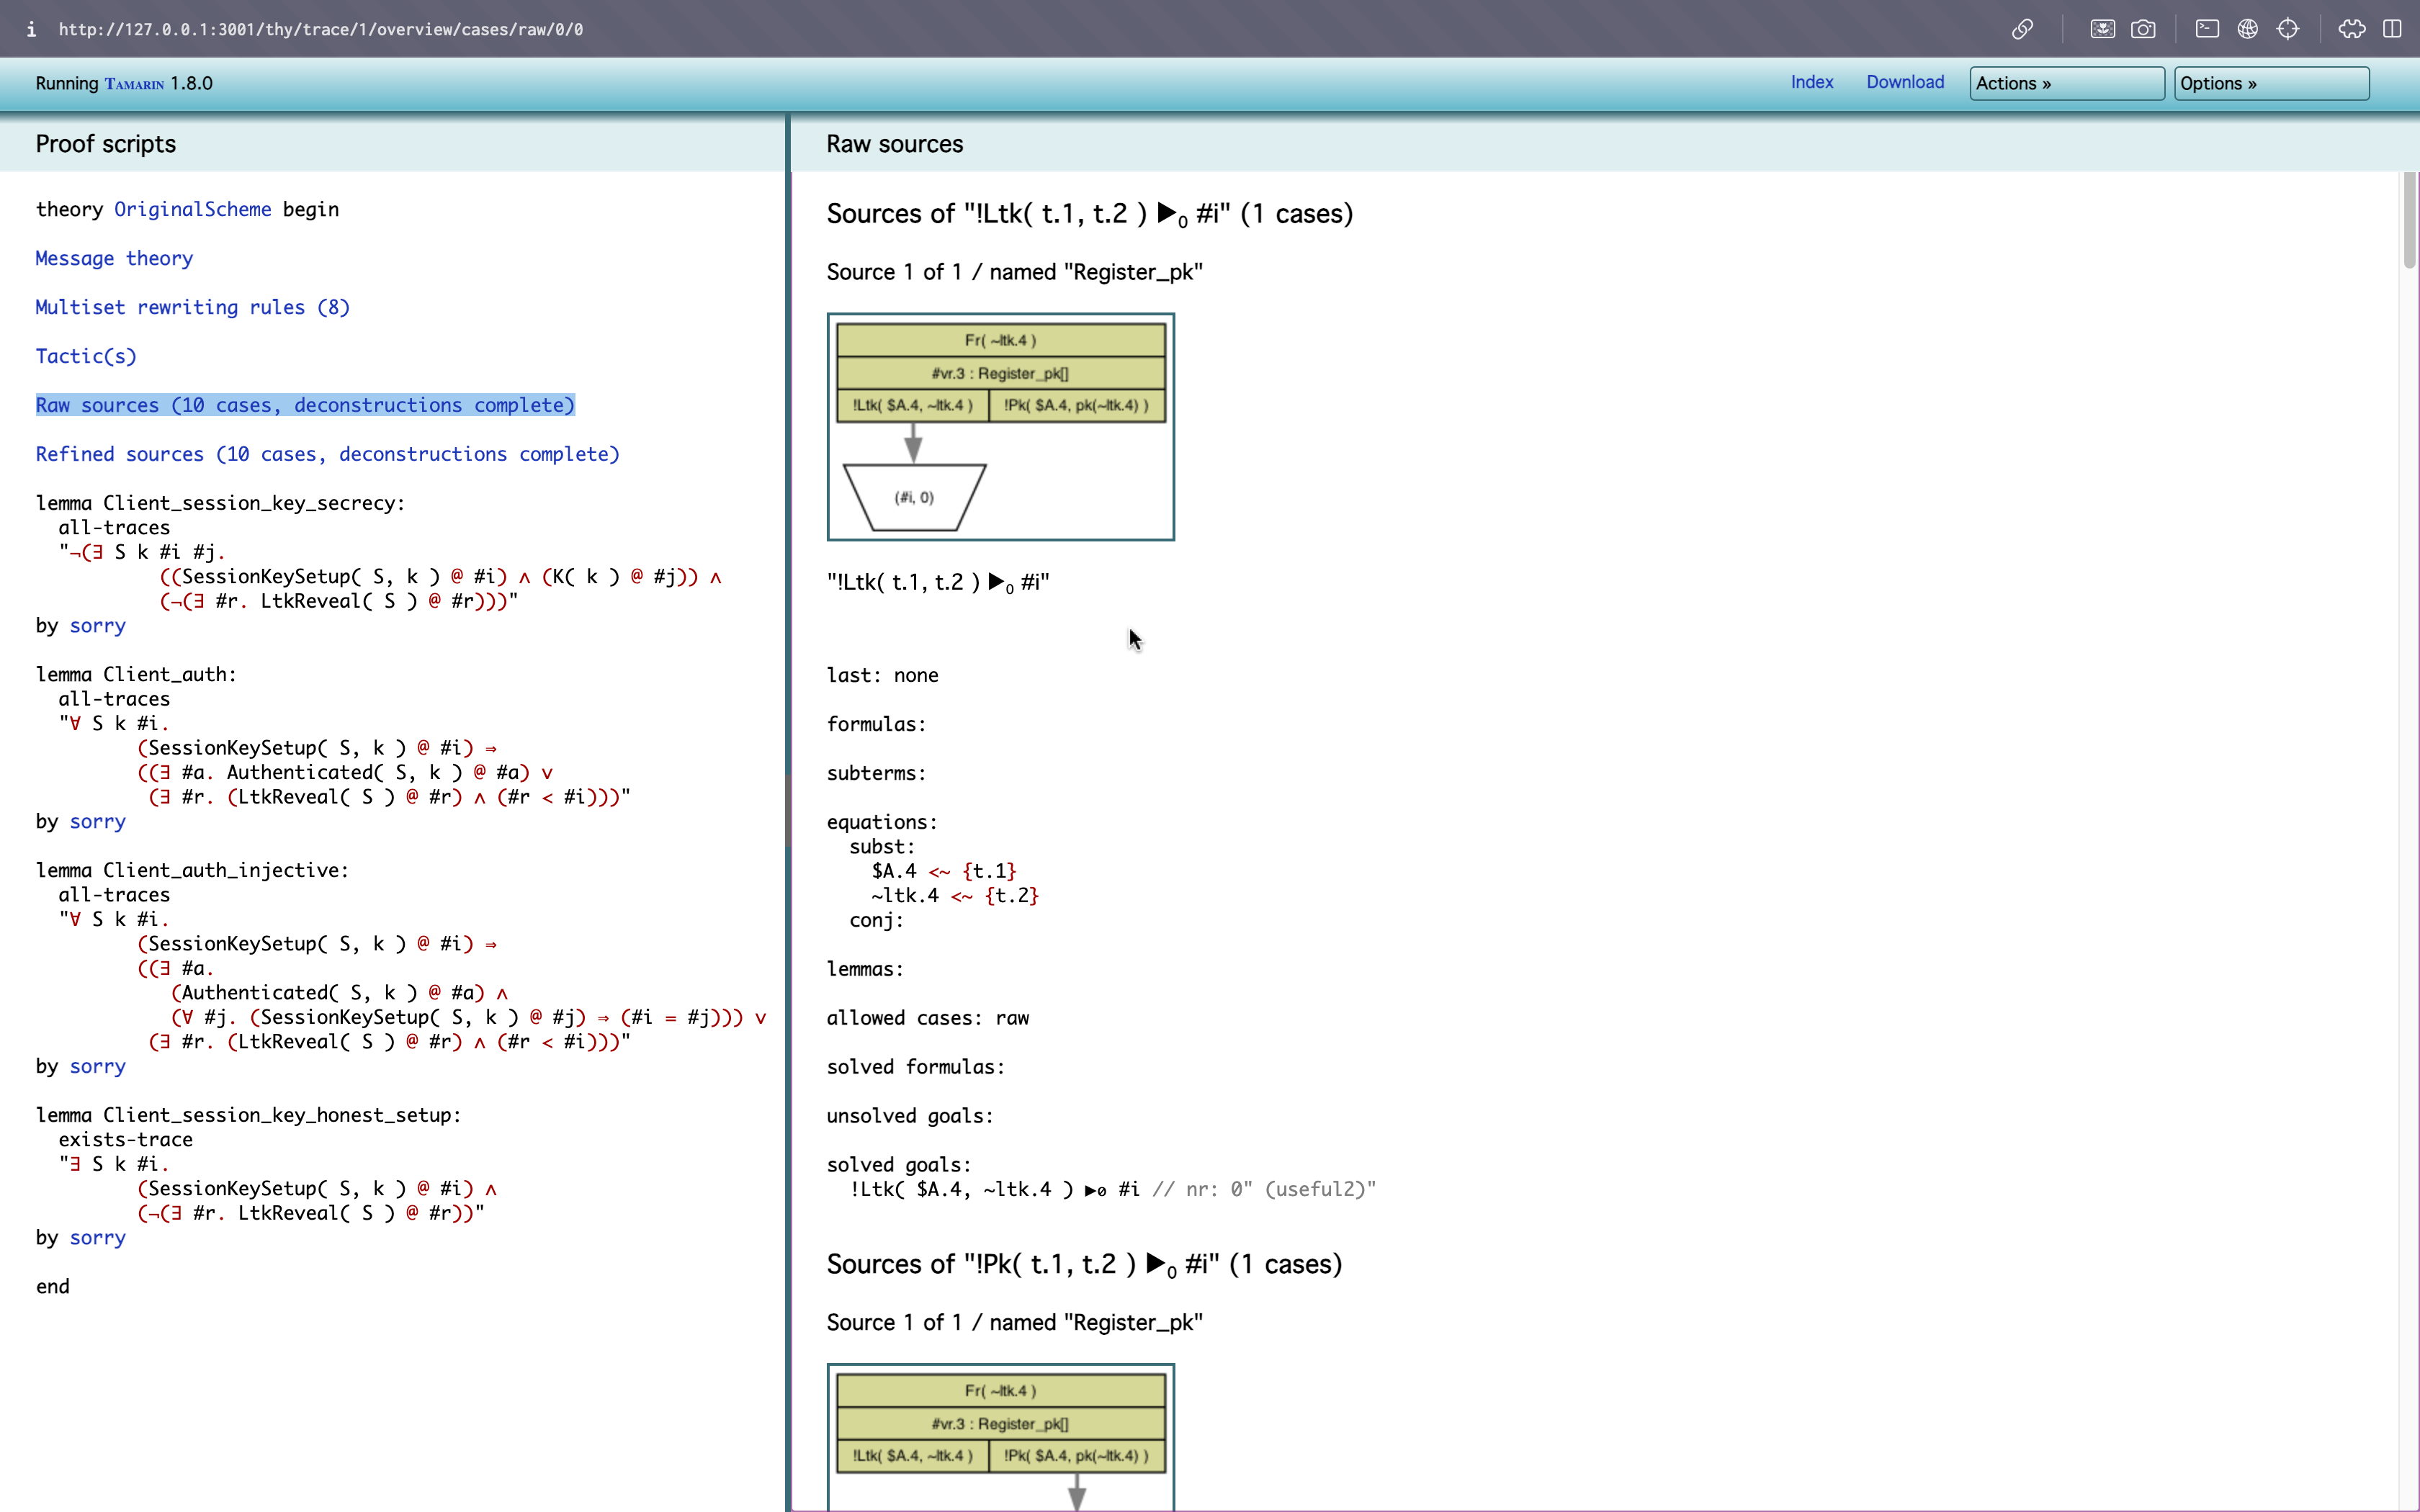 i http://127.0.0.1:3001/thy/trace/1/overview/cases/raw/0/0
Running TAMARIN 1.8.0
Index Download Actions » Options »
Proof scripts
theory OriginalScheme begin
Message theory
Multiset rewriting rules (8)
Tactic(s)
Raw sources (10 cases, deconstructions complete)
Refined sources (10 cases, deconstructions complete)
lemma Client_session_key_secrecy:
all-traces
"¬(∃ S k #i #j.
((SessionKeySetup( S, k ) @ #i) ∧ (K( k ) @ #j)) ∧
(¬(∃ #r. LtkReveal( S ) @ #r)))"
by sorry
lemma Client_auth:
all-traces
"∀ S k #i.
(SessionKeySetup( S, k ) @ #i) ⇒
((∃ #a. Authenticated( S, k ) @ #a) ∨
(∃ #r. (LtkReveal( S ) @ #r) ∧ (#r < #i)))"
by sorry
lemma Client_auth_injective:
all-traces
"∀ S k #i.
(SessionKeySetup( S, k ) @ #i) ⇒
((∃ #a.
(Authenticated( S, k ) @ #a) ∧
(∀ #j. (SessionKeySetup( S, k ) @ #j) ⇒ (#i = #j))) ∨
(∃ #r. (LtkReveal( S ) @ #r) ∧ (#r < #i)))"
by sorry
lemma Client_session_key_honest_setup:
exists-trace
"∃ S k #i.
(SessionKeySetup( S, k ) @ #i) ∧
(¬(∃ #r. LtkReveal( S ) @ #r))"
by sorry
end
Raw sources
Sources of "!Ltk( t.1, t.2 ) ▶₀ #i" (1 cases)
Source 1 of 1 / named "Register_pk"
Fr( ~ltk.4 )
#vr.3 : Register_pk[]
!Ltk( $A.4, ~ltk.4 ) !Pk( $A.4, pk(~ltk.4) )
(#i, 0)
"!Ltk( t.1, t.2 ) ▶₀ #i"
last: none
formulas:
subterms:
equations:
subst:
$A.4 <~ {t.1}
~ltk.4 <~ {t.2}
conj:
lemmas:
allowed cases: raw
solved formulas:
unsolved goals:
solved goals:
!Ltk( $A.4, ~ltk.4 ) ▶₀ #i // nr: 0" (useful2)"
Sources of "!Pk( t.1, t.2 ) ▶₀ #i" (1 cases)
Source 1 of 1 / named "Register_pk"
Fr( ~ltk.4 )
#vr.3 : Register_pk[]
!Ltk( $A.4, ~ltk.4 ) !Pk( $A.4, pk(~ltk.4) )